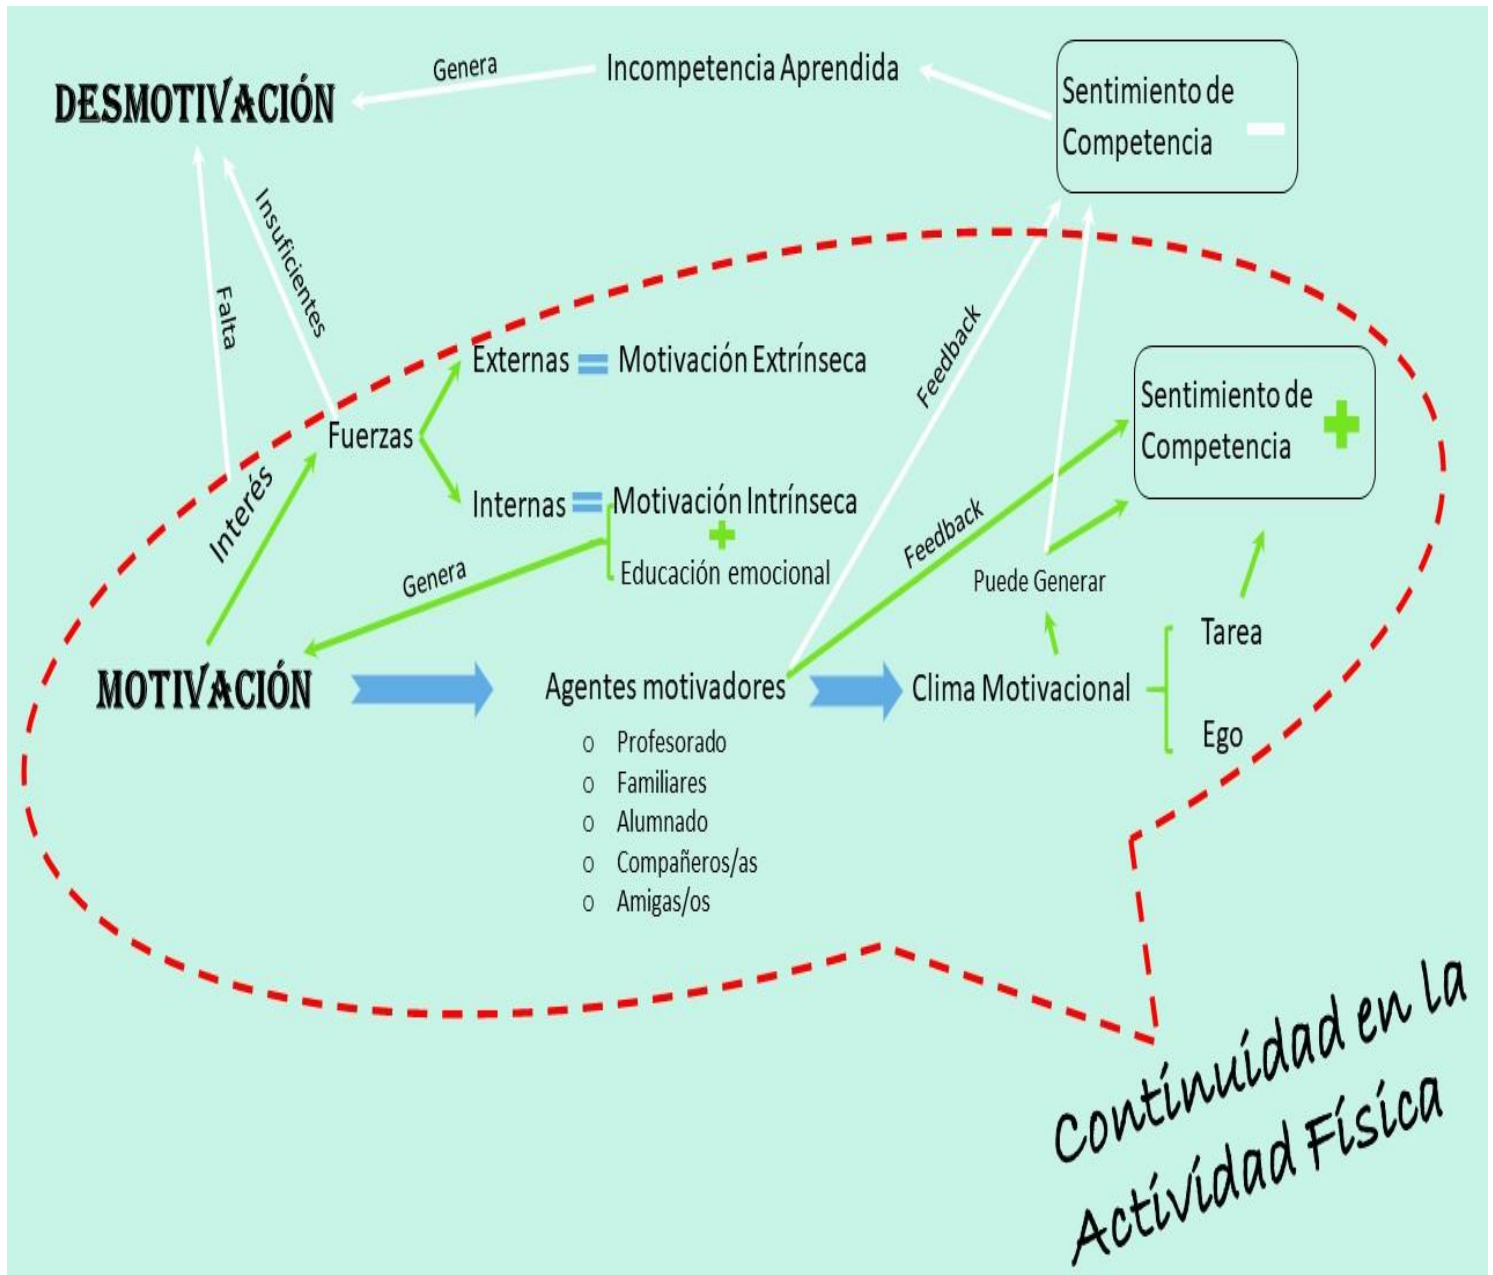 DESMOTIVACIÓN
Genera
Incompetencia Aprendida
Sentimiento de
Competencia
Insuficientes
Falta
Externas = Motivación Extrínseca
Feedback
Sentimiento de
Competencia
Fuerzas
Interés
Internas = Motivación Intrínseca
Feedback
Genera
Educación emocional
Puede Generar
Tarea
MOTIVACIÓN
Agentes motivadores
Clima Motivacional
Ego
o Profesorado
o Familiares
o Alumnado
o Compañeros/as
o Amigas/os
Continuidad en la
Actividad Física